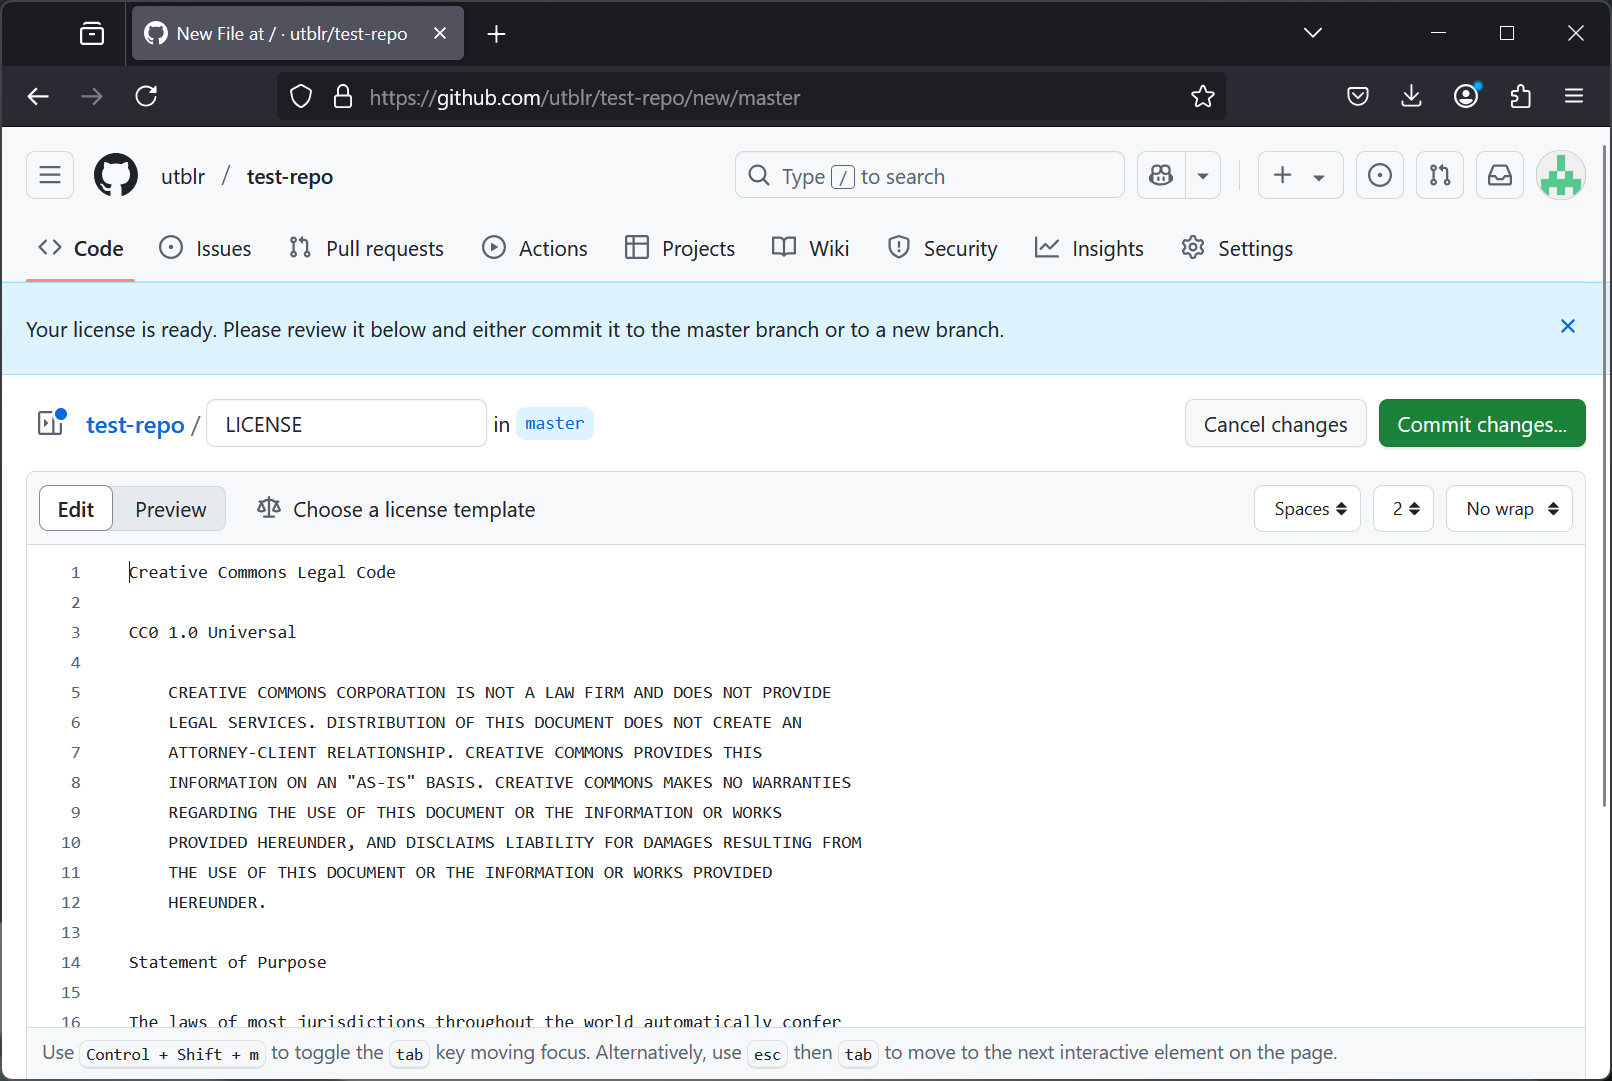 New File at / · utblr/test-repo
https://github.com/utblr/test-repo/new/master
utblr / test-repo
Type / to search
Code Issues Pull requests Actions Projects Wiki Security Insights Settings
Your license is ready. Please review it below and either commit it to the master branch or to a new branch.
test-repo / LICENSE in master Cancel changes Commit changes...
Edit Preview Choose a license template Spaces 2 No wrap
1 Creative Commons Legal Code
2
3 CC0 1.0 Universal
4
5 CREATIVE COMMONS CORPORATION IS NOT A LAW FIRM AND DOES NOT PROVIDE
6 LEGAL SERVICES. DISTRIBUTION OF THIS DOCUMENT DOES NOT CREATE AN
7 ATTORNEY-CLIENT RELATIONSHIP. CREATIVE COMMONS PROVIDES THIS
8 INFORMATION ON AN "AS-IS" BASIS. CREATIVE COMMONS MAKES NO WARRANTIES
9 REGARDING THE USE OF THIS DOCUMENT OR THE INFORMATION OR WORKS
10 PROVIDED HEREUNDER, AND DISCLAIMS LIABILITY FOR DAMAGES RESULTING FROM
11 THE USE OF THIS DOCUMENT OR THE INFORMATION OR WORKS PROVIDED
12 HEREUNDER.
13
14 Statement of Purpose
15
16 The laws of most jurisdictions throughout the world automatically confer
Use Control + Shift + m to toggle the tab key moving focus. Alternatively, use esc then tab to move to the next interactive element on the page.